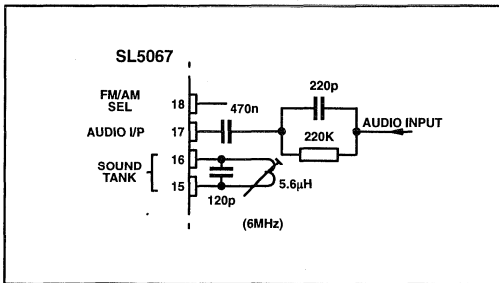 SL5067
220p
FM/AM
SEL
18
470n
AUDIO INPUT
AUDIO I/P
17
220K
16
SOUND
TANK
15
5.6μH
120p
(6MHz)